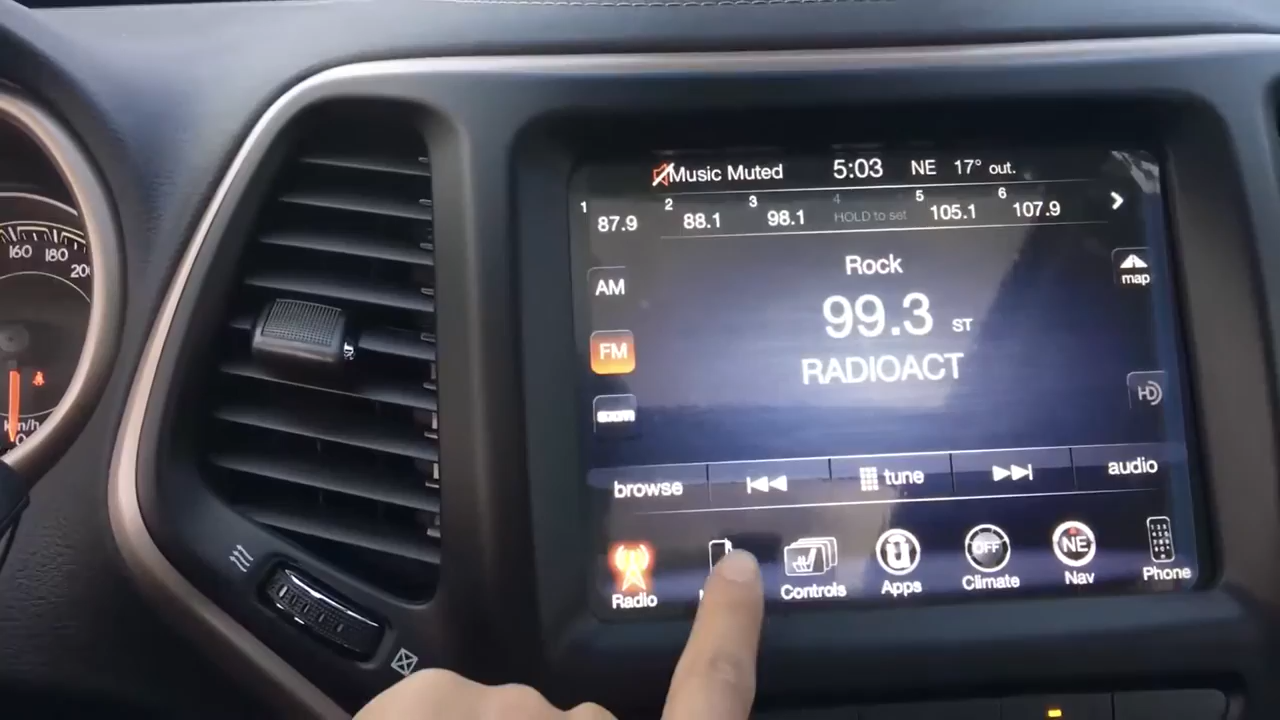 Music Muted 5:03 NE 17° out.
1 87.9 2 88.1 3 98.1 4 HOLD to set 5 105.1 6 107.9
AM
FM
Rock
99.3 ST
RADIOACT
map
HD
browse tune audio
Radio Controls Apps OFF Climate NE Nav Phone
160 180
km/h